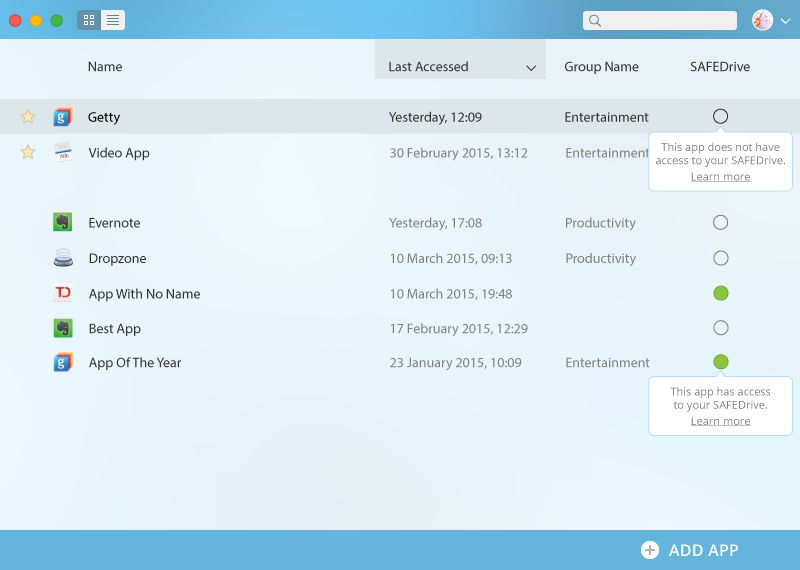 Name Last Accessed Group Name SAFEDrive
Getty Yesterday, 12:09 Entertainment
This app does not have
access to your SAFEDrive.
Learn more
Video App 30 February 2015, 13:12 Entertainment
Evernote Yesterday, 17:08 Productivity
Dropzone 10 March 2015, 09:13 Productivity
App With No Name 10 March 2015, 19:48
Best App 17 February 2015, 12:29
App Of The Year 23 January 2015, 10:09 Entertainment
This app has access
to your SAFEDrive.
Learn more
ADD APP